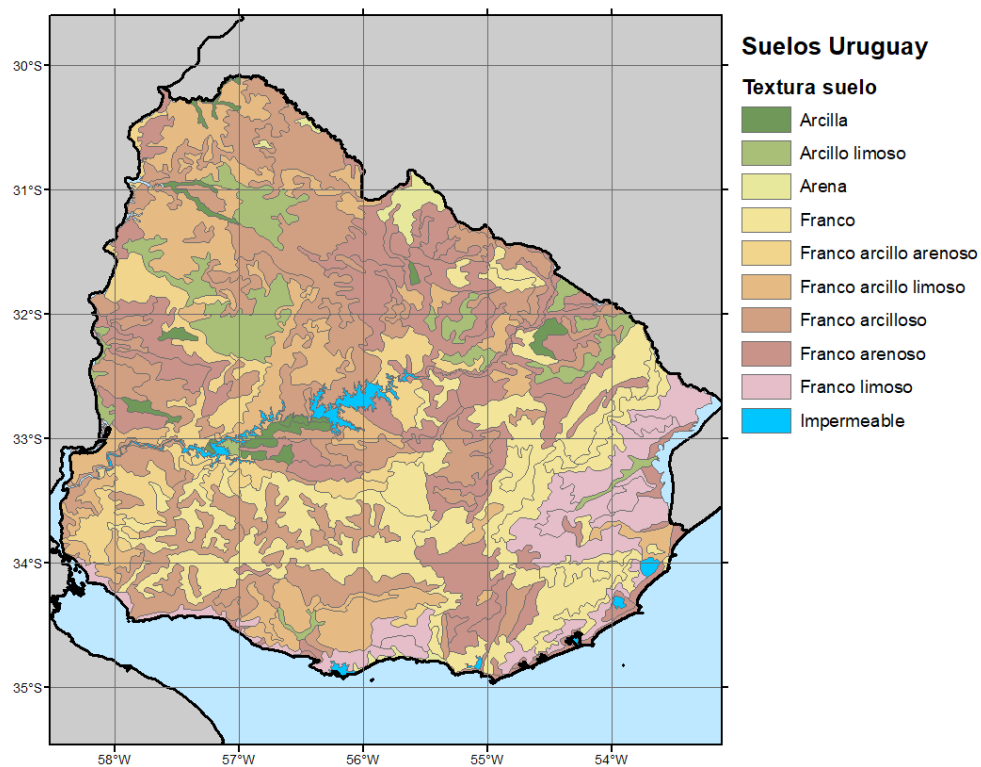 Suelos Uruguay
Textura suelo
Arcilla
Arcillo limoso
Arena
Franco
Franco arcillo arenoso
Franco arcillo limoso
Franco arcilloso
Franco arenoso
Franco limoso
Impermeable
30°S
31°S
32°S
33°S
34°S
35°S
58°W
57°W
56°W
55°W
54°W